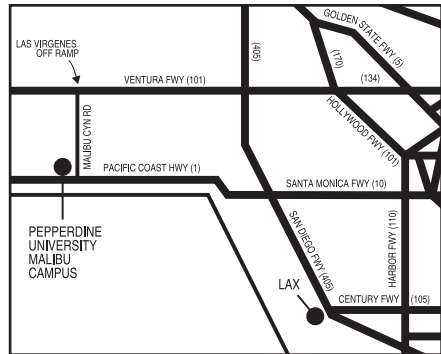 GOLDEN STATE FWY (5)
LAS VIRGENES
OFF RAMP
(405)
(170)
VENTURA FWY (101)
(134)
MALIBU CYN RD
HOLLYWOOD FWY (101)
PACIFIC COAST HWY (1)
SANTA MONICA FWY (10)
PEPPERDINE
UNIVERSITY
MALIBU
CAMPUS
SAN DIEGO FWY (405)
HARBOR FWY (110)
LAX
CENTURY FWY
(105)